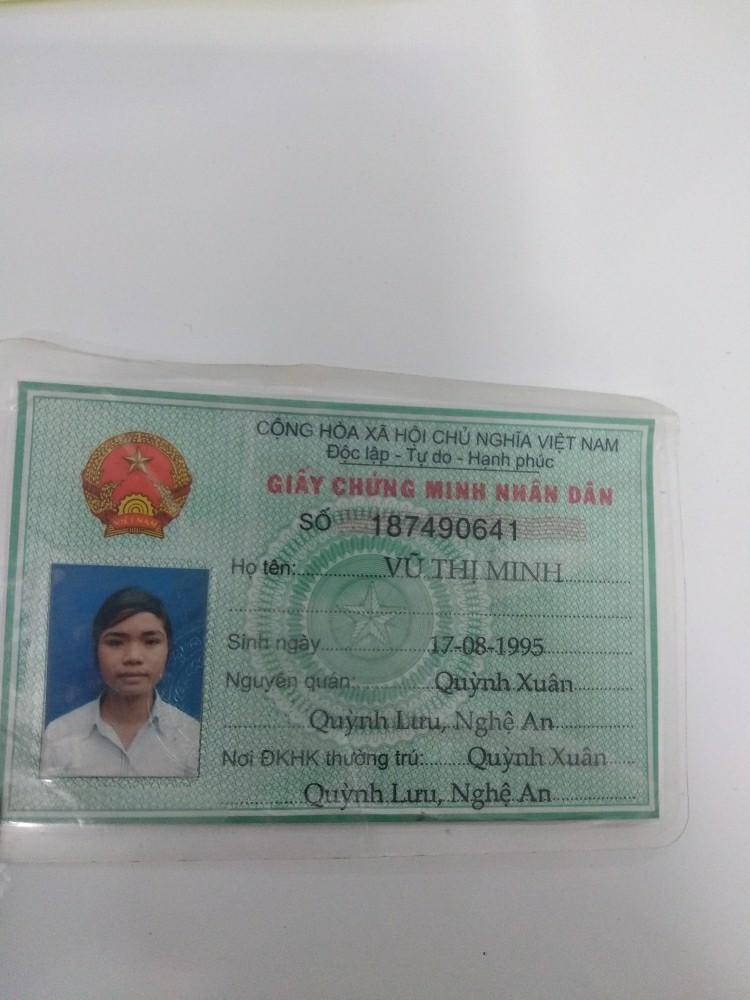 CỘNG HÒA XÃ HỘI CHỦ NGHĨA VIỆT NAM
Độc lập - Tự do - Hạnh phúc
GIẤY CHỨNG MINH NHÂN DÂN
SỐ 187490641
VIỆT NAM
Họ tên: VŨ THỊ MINH
Sinh ngày 17-08-1995
Nguyên quán: Quỳnh Xuân
Quỳnh Lưu, Nghệ An
Nơi ĐKHK thường trú: Quỳnh Xuân
Quỳnh Lưu, Nghệ An